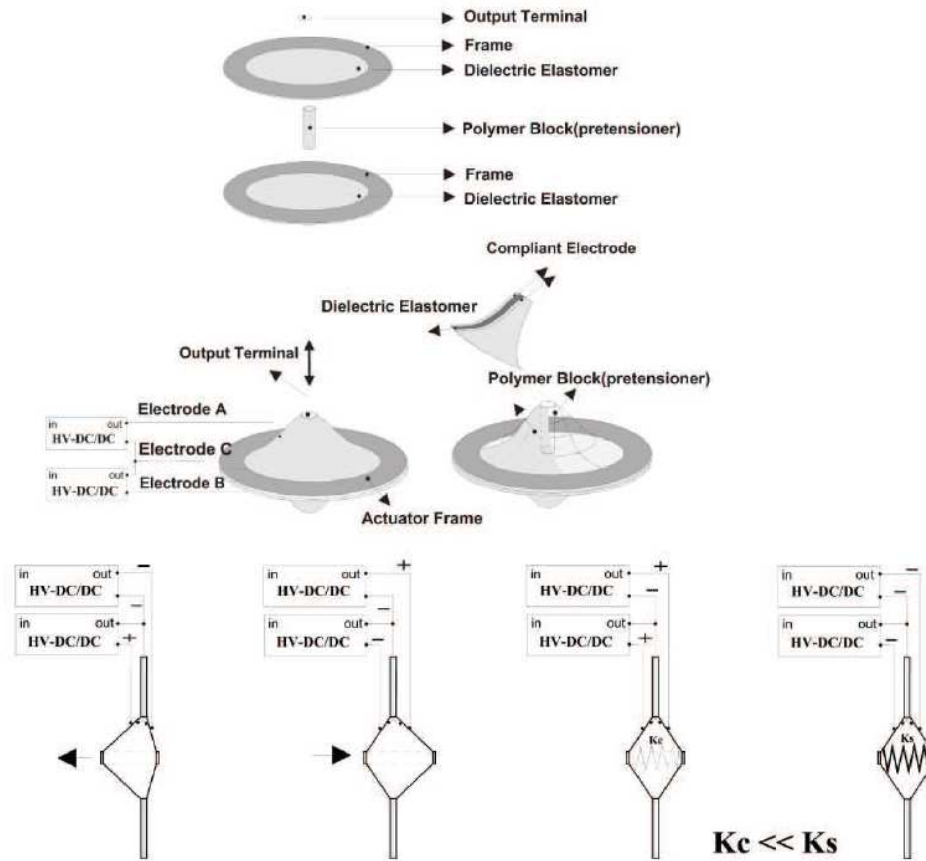 Output Terminal
Frame
Dielectric Elastomer
Polymer Block(pretensioner)
Frame
Dielectric Elastomer
Compliant Electrode
Dielectric Elastomer
Output Terminal
Polymer Block(pretensioner)
Electrode A
in out
HV-DC/DC
Electrode C
in out
HV-DC/DC
Electrode B
Actuator Frame
in out −
HV-DC/DC
−
in out
HV-DC/DC +
in out +
HV-DC/DC
−
in out
HV-DC/DC −
in out +
HV-DC/DC −
in out
HV-DC/DC +
in out −
HV-DC/DC −
in out
HV-DC/DC −
Kc
Ks
Kc << Ks